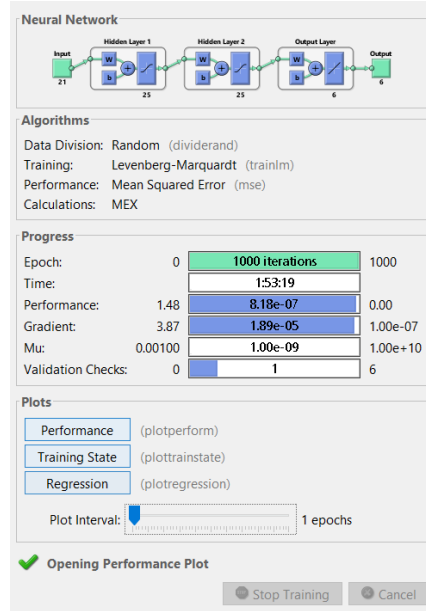 Neural Network
Hidden Layer 1 Hidden Layer 2 Output Layer
Input Output
W W W
+ + +
b b b
21 6
25 25 6
Algorithms
Data Division: Random (dividerand)
Training: Levenberg-Marquardt (trainlm)
Performance: Mean Squared Error (mse)
Calculations: MEX
Progress
Epoch: 0 1000 iterations 1000
Time: 1:53:19
Performance: 1.48 8.18e-07 0.00
Gradient: 3.87 1.89e-05 1.00e-07
Mu: 0.00100 1.00e-09 1.00e+10
Validation Checks: 0 1 6
Plots
Performance (plotperform)
Training State (plottrainstate)
Regression (plotregression)
Plot Interval: 1 epochs
Opening Performance Plot
Stop Training Cancel